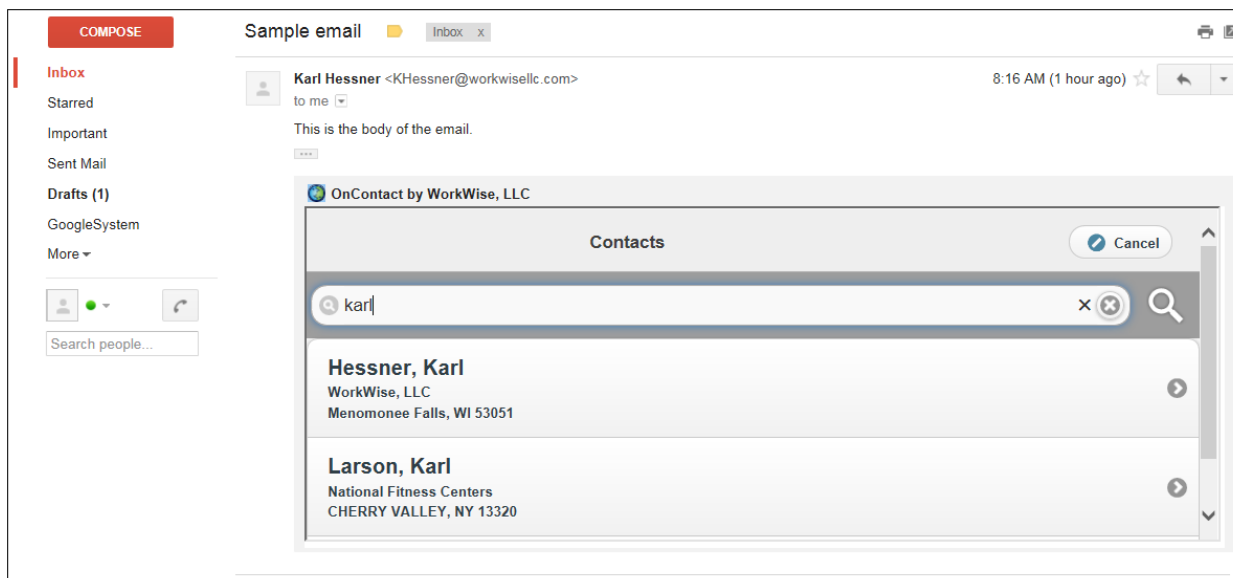 COMPOSE
Inbox
Starred
Important
Sent Mail
Drafts (1)
GoogleSystem
More
Search people...
Sample email
Inbox x
Karl Hessner <KHessner@workwisellc.com>
8:16 AM (1 hour ago)
to me
This is the body of the email.
OnContact by WorkWise, LLC
Contacts
Cancel
karl
Hessner, Karl
WorkWise, LLC
Menomonee Falls, WI 53051
Larson, Karl
National Fitness Centers
CHERRY VALLEY, NY 13320